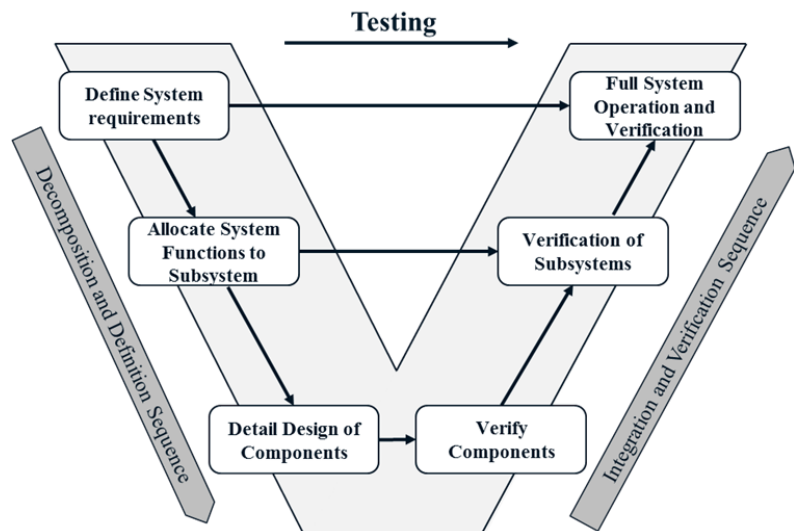 Testing
Define System
requirements
Full System
Operation and
Verification
Allocate System
Functions to
Subsystem
Verification of
Subsystems
Detail Design of
Components
Verify
Components
Decomposition and Definition Sequence
Integration and Verification Sequence